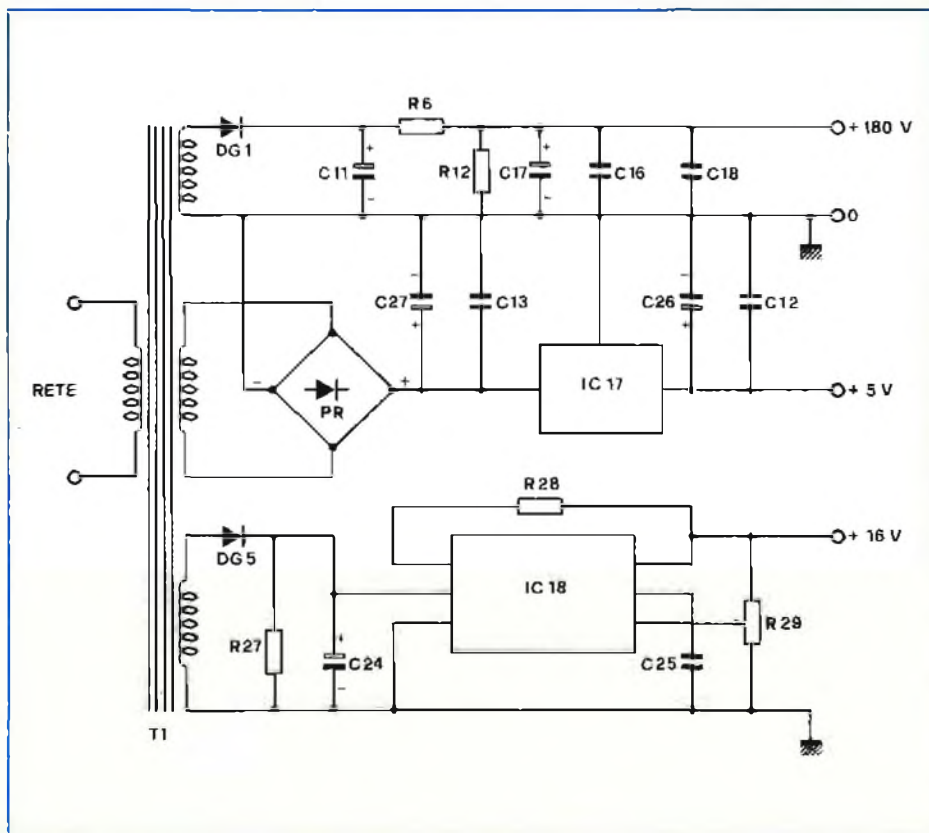 R6
+ 180 V
DG1
C11
+
-
R12
C17
+
-
C16
C18
0
C27
-
+
C13
C26
-
+
C12
RETE
-
PR
+
IC 17
+ 5 V
R28
+ 16 V
DG5
IC 18
R27
C24
+
-
C25
R29
T1